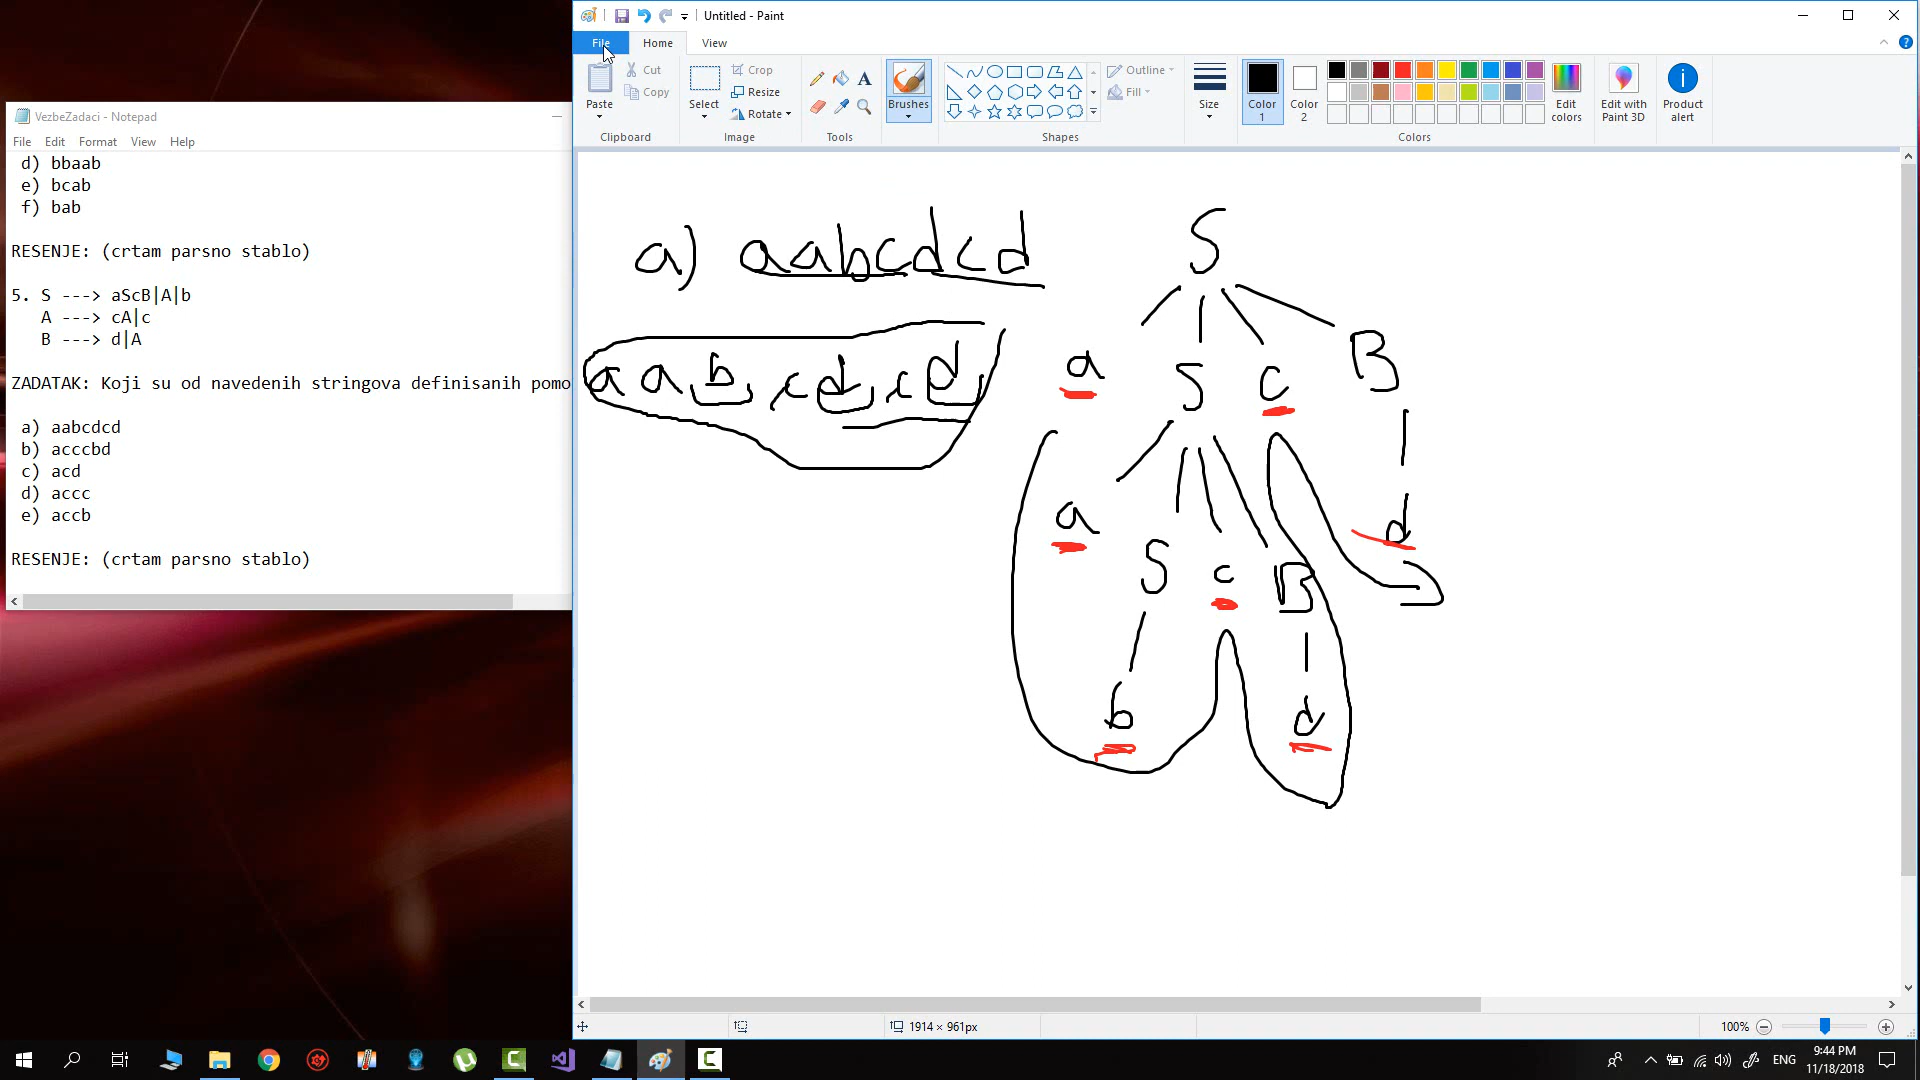 VezbeZadaci - Notepad
File Edit Format View Help
d) bbaab
e) bcab
f) bab
RESENJE: (crtam parsno stablo)
5. S ---> aScB|A|b
A ---> cA|c
B ---> d|A
ZADATAK: Koji su od navedenih stringova definisanih pomo
a) aabcdcd
b) acccbd
c) acd
d) accc
e) accb
RESENJE: (crtam parsno stablo)
Untitled - Paint
File Home View
Paste
Cut
Copy
Clipboard
Select
Crop
Resize
Rotate
Image
A
Tools
Brushes
Outline
Fill
Shapes
Size
Color 1
Color 2
Edit colors
Colors
Edit with Paint 3D
Product alert
a) aabcdcd
a a b c d c d
S
a S c B
a S c B d
b d
1914 × 961px
100%
ENG
9:44 PM
11/18/2018